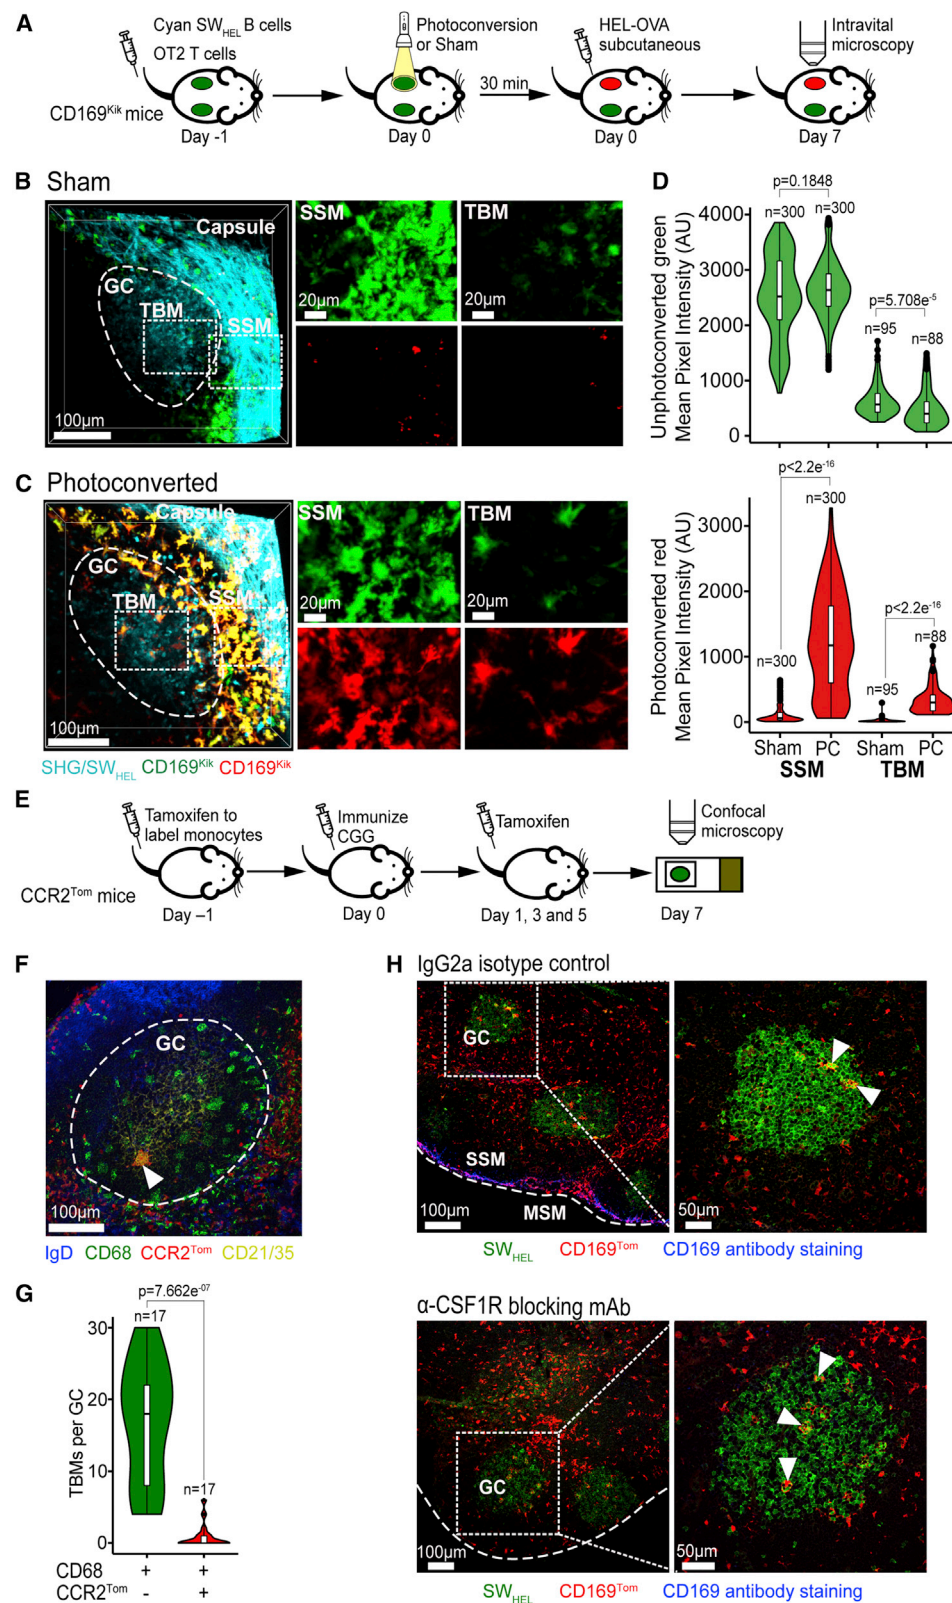 A
Cyan SWHEL B cells
OT2 T cells
Photoconversion
or Sham
HEL-OVA
subcutaneous
Intravital
microscopy
30 min
CD169Kik mice
Day -1
Day 0
Day 0
Day 7
B Sham
Capsule
GC
TBM
SSM
100µm
SSM
20µm
TBM
20µm
C Photoconverted
Capsule
GC
TBM
SSM
100µm
SSM
20µm
TBM
20µm
SHG/SWHEL CD169Kik CD169Kik
D
Unphotoconverted green
Mean Pixel Intensity (AU)
p=0.1848
n=300
n=300
p=5.708e-5
n=95
n=88
4000
3000
2000
1000
0
Photoconverted red
Mean Pixel Intensity (AU)
p<2.2e-16
n=300
n=300
p<2.2e-16
n=95
n=88
3000
2000
1000
0
Sham PC Sham PC
SSM TBM
E
Tamoxifen to
label monocytes
Immunize
CGG
Tamoxifen
Confocal
microscopy
CCR2Tom mice
Day –1
Day 0
Day 1, 3 and 5
Day 7
F
GC
100µm
IgD CD68 CCR2Tom CD21/35
G
p=7.662e-07
n=17
n=17
TBMs per GC
30
20
10
0
CD68 + +
CCR2Tom - +
H IgG2a isotype control
GC
SSM
MSM
100µm
50µm
SWHEL CD169Tom CD169 antibody staining
α-CSF1R blocking mAb
GC
100µm
50µm
SWHEL CD169Tom CD169 antibody staining